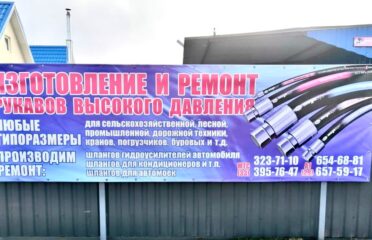 ИЗГОТОВЛЕНИЕ И РЕМОНТ
РУКАВОВ ВЫСОКОГО ДАВЛЕНИЯ
ЛЮБЫЕ
ТИПОРАЗМЕРЫ
для сельскохозяйственной, лесной,
промышленной, дорожной техники,
кранов, погрузчиков, буровых и т.д.
ПРОИЗВОДИМ
РЕМОНТ:
шлангов гидроусилителей автомобиля
шлангов для кондиционеров и т.п.
шлангов для автомоек
323-71-10
395-76-47
654-68-81
657-59-17